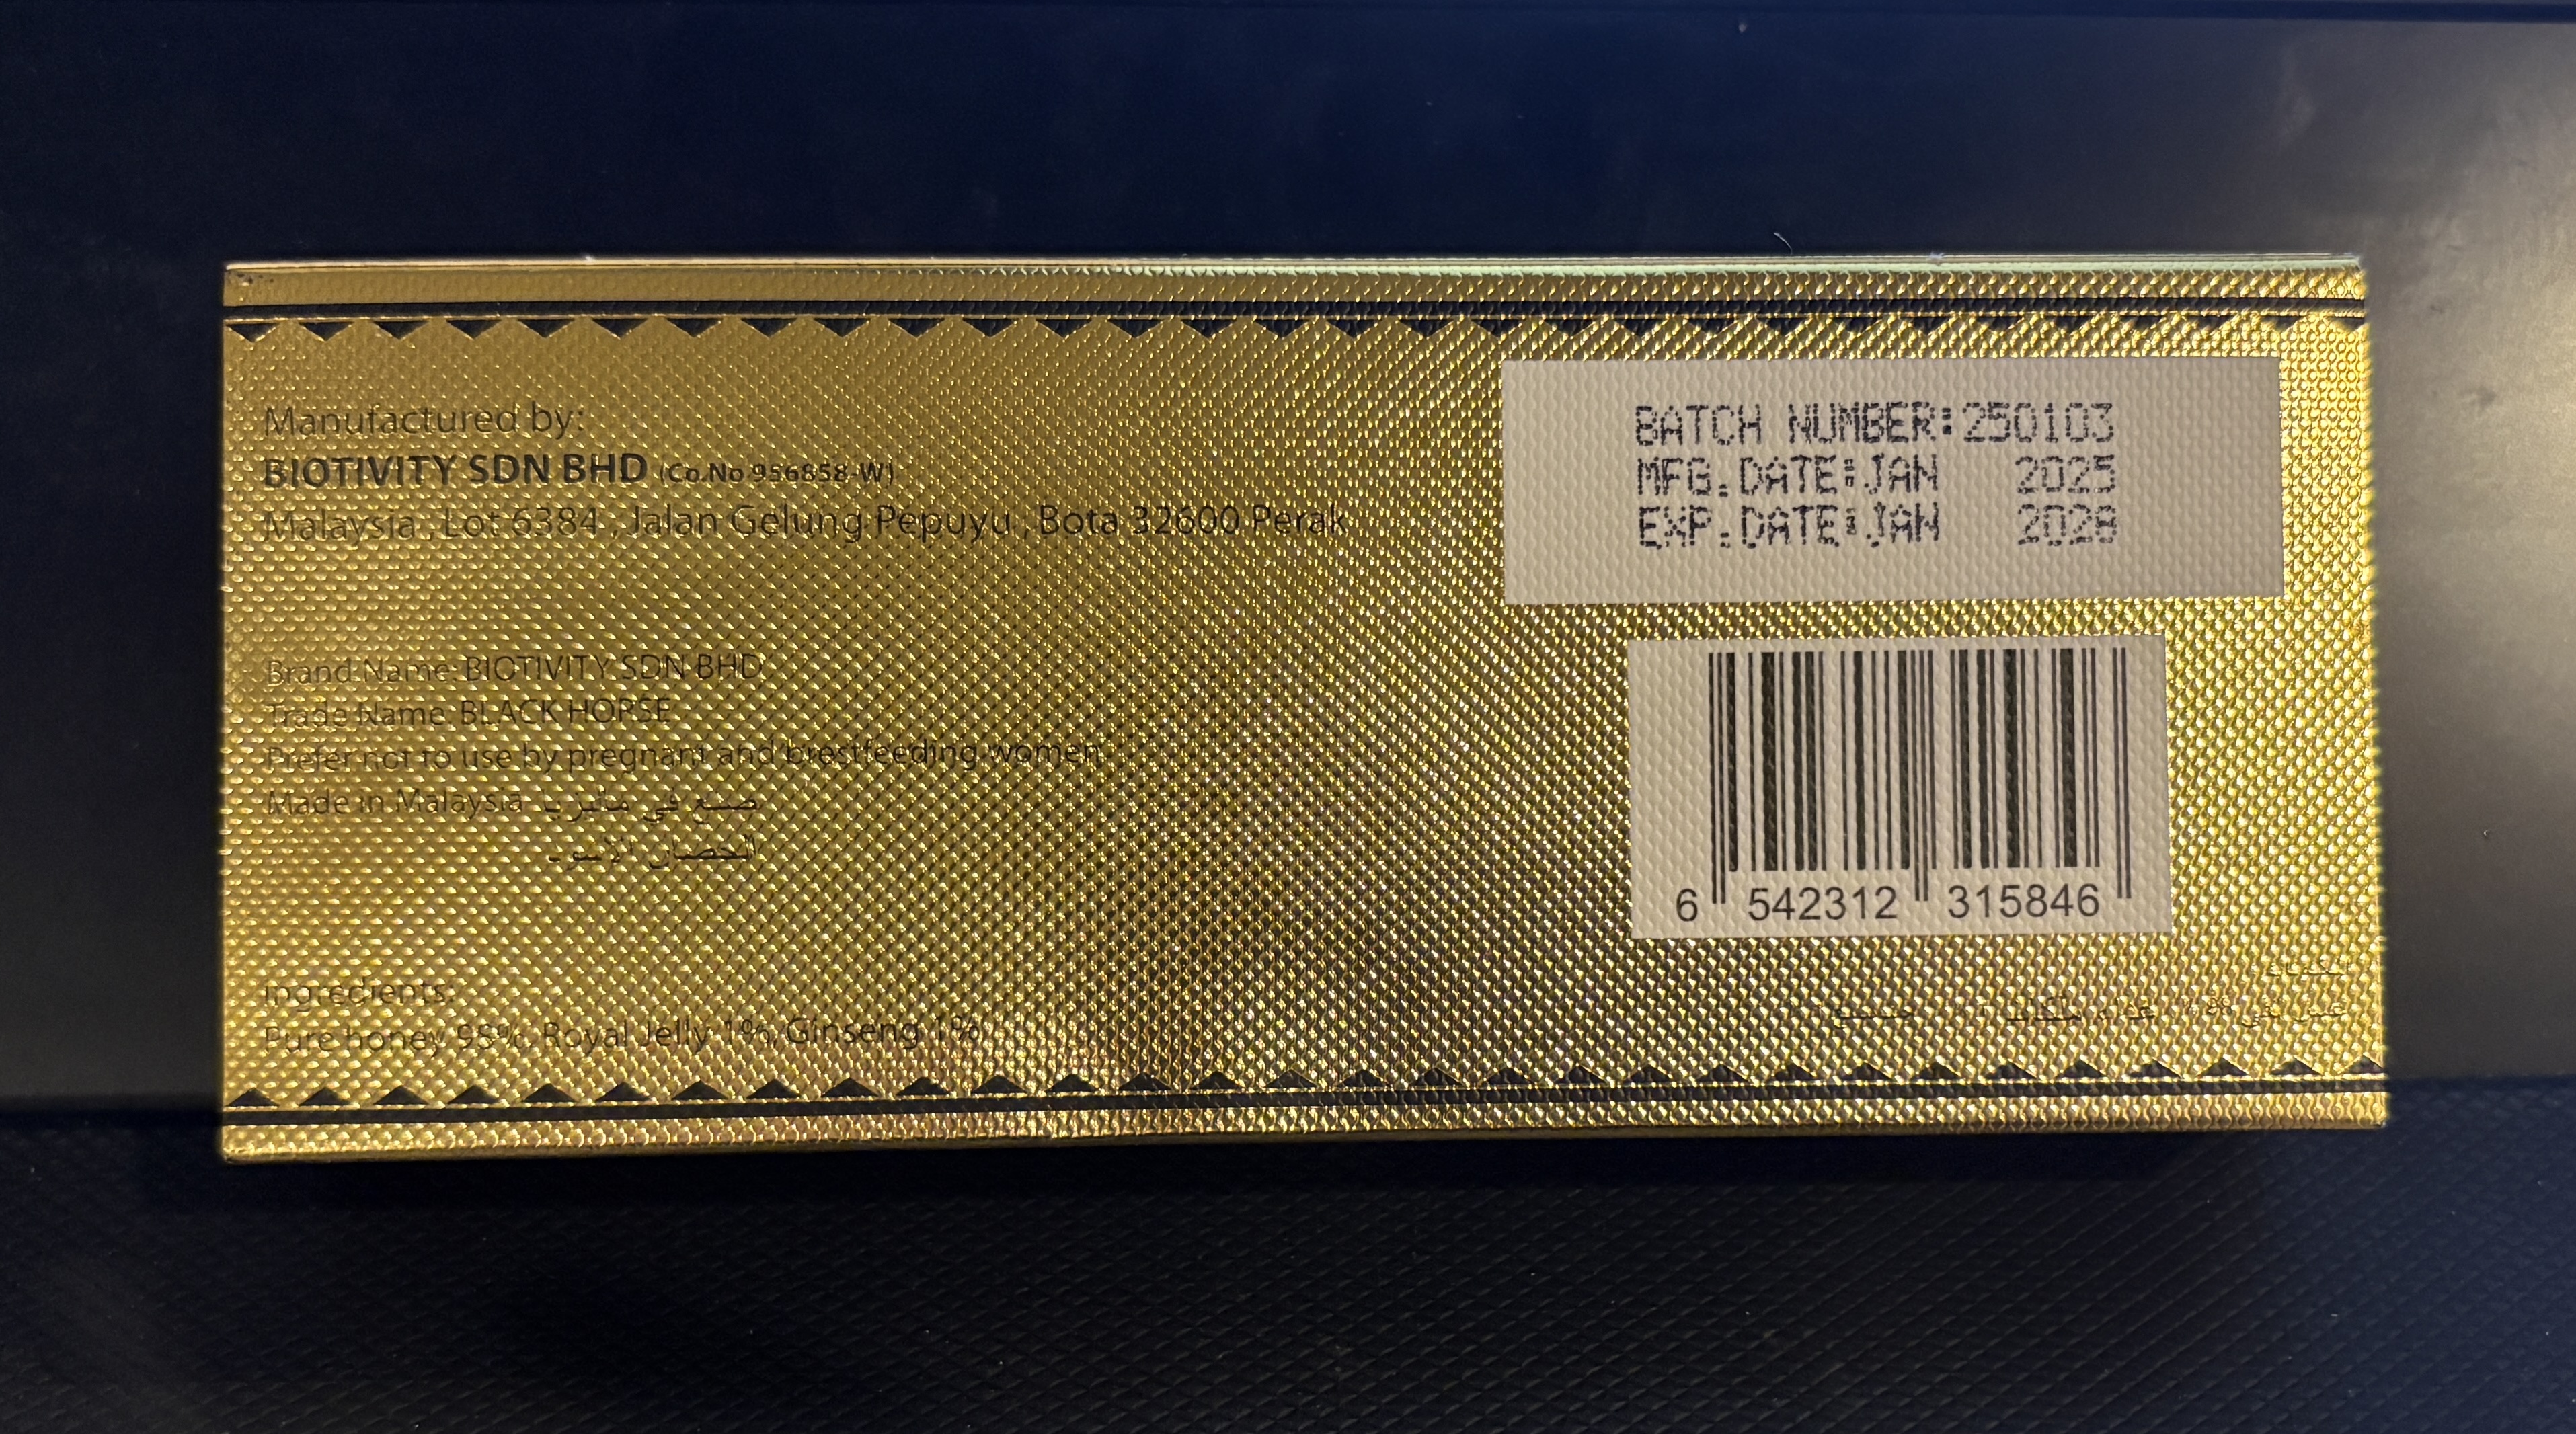 Manufactured by:
BIOTIVITY SDN BHD (Co.No 956858-W)
Malaysia , Lot 6384 , Jalan Gelung Pepuyu , Bota 32600 Perak
BATCH NUMBER:250103
MFG.DATE:JAN 2025
EXP.DATE:JAN 2028
Brand Name: BIOTIVITY SDN BHD
Trade Name: BLACK HORSE
Prefer not to use by pregnant and brestfeeding women
Made in Malaysia صنع في ماليزيا
الحصان الاسود
6 542312 315846
Ingredients:
Pure honey 98%, Royal Jelly 1%, Ginseng 1%